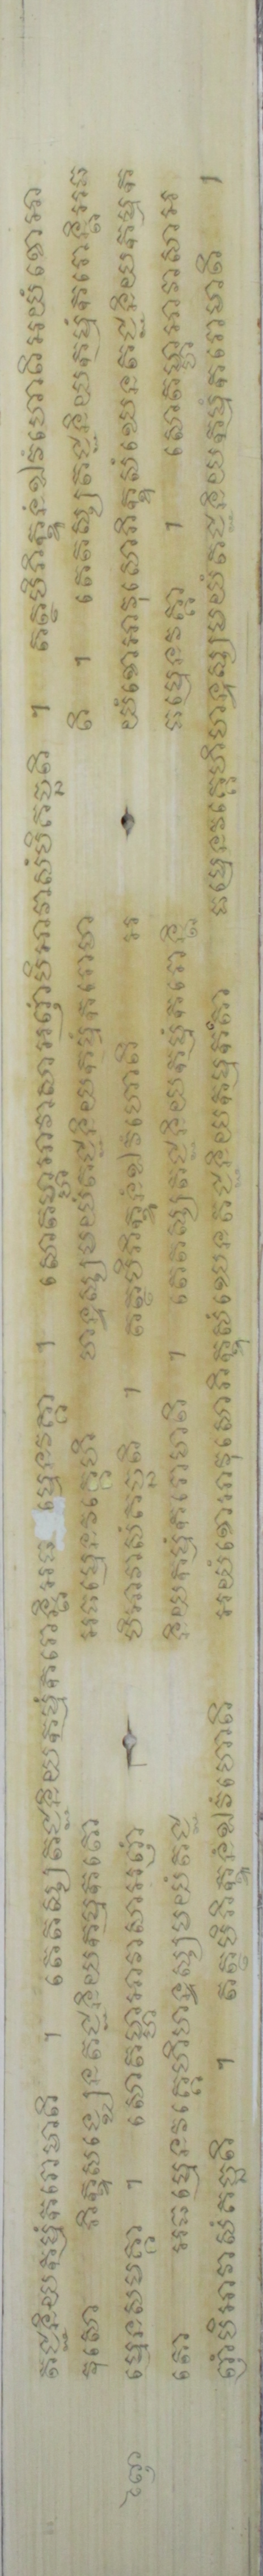 តជ្ជនិយកម្មំករោមាតិ ។ តេតស្សតជ្ជនិយកម្មំករោន្តិអធ ម្មេនវគ្គា ។ សោតម្ហាអាវាសាអញ្ញំបិអាវាសំបិគច្ឆតិ ។ តត្ថបិភិក្ខូនំឯវំហោតិអយំខោអា
វុសោ ភិក្ខុសង្ឃេនតជ្ជនិយកម្មកតោ អធម្មេនវគ្គេហិ ហន្ទស្សមយំតជ្ជនិយកម្មំករោមា តិ ។ តេតស្សតជ្ជនិយកម្មំករោន្តិអធ
ម្មេនសមគ្គា ។ សោតម្ហាអាវាសាអញ្ញំ បិអាវាសំគច្ឆតិ ។ តត្ថបិភិក្ខូនំឯវំហោតិ អ យំខោអាវុសោភិក្ខុសំឃេនតជ្ជនិយកម្មក
តោ អធម្មេនវគ្គេហិហន្ទស្សមយំតជ្ជ និយកម្មំករោមាតិ ។ តេតស្សតជ្ជនិយកម្មំករោន្តិ ធម្មេនវគ្គា ។ សោតម្ហាអាវាសាអ
ញ្ញំបិអាវាសំគច្ឆតិ ។ តត្ថបិភិក្ខូនំឯវំហោតិ អយំខោអាវុសោភិក្ខុសំឃេនតជ្ជនិយកម្មកតោ ធម្មេនវគ្គេហិហន្ទស្សមយំតជ្ជនិយកម្មំករោមាតិ ។